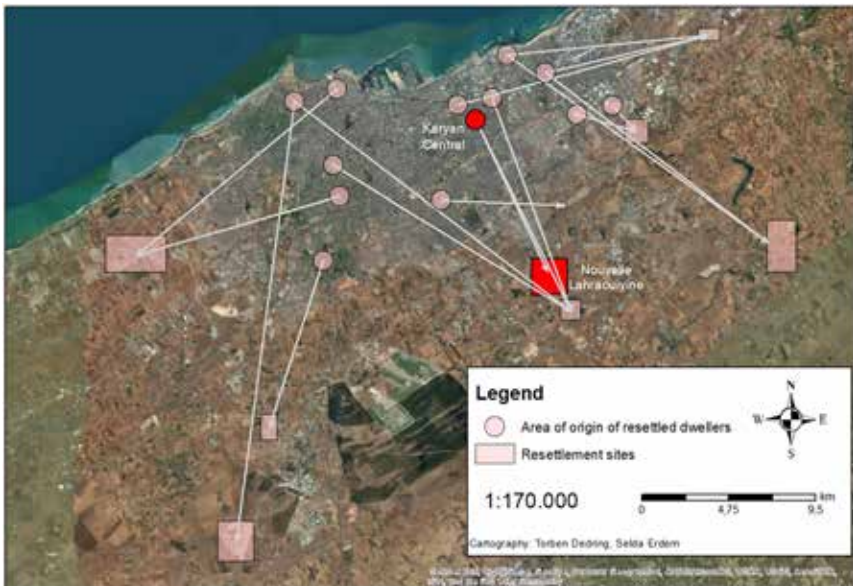 Karyan
Central
Nouvelle
Lahraouiyine
Legend
Area of origin of resettled dwellers
Resettlement sites
N
W E
S
1:170.000
km
0 4,75 9,5
Cartography: Torben Dedring, Selda Erdem